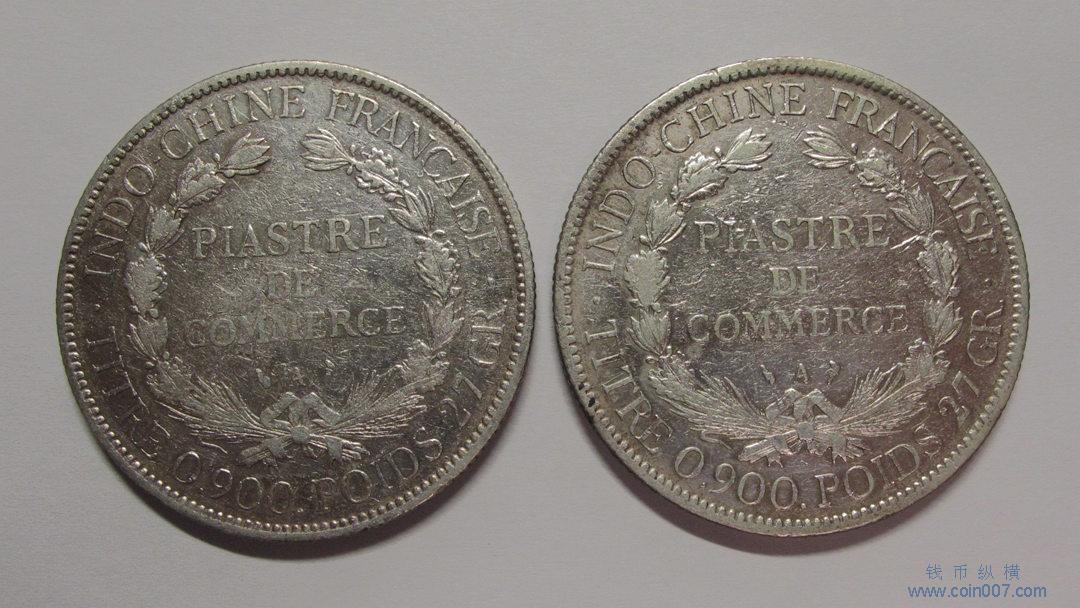 INDO-CHINE FRANCAISE
PIASTRE
DE
COMMERCE
A
TITRE 0,900. POIDS 27 GR.
INDO-CHINE FRANCAISE
PIASTRE
DE
COMMERCE
A
TITRE 0,900. POIDS 27 GR.
钱币纵横
www.coin007.com